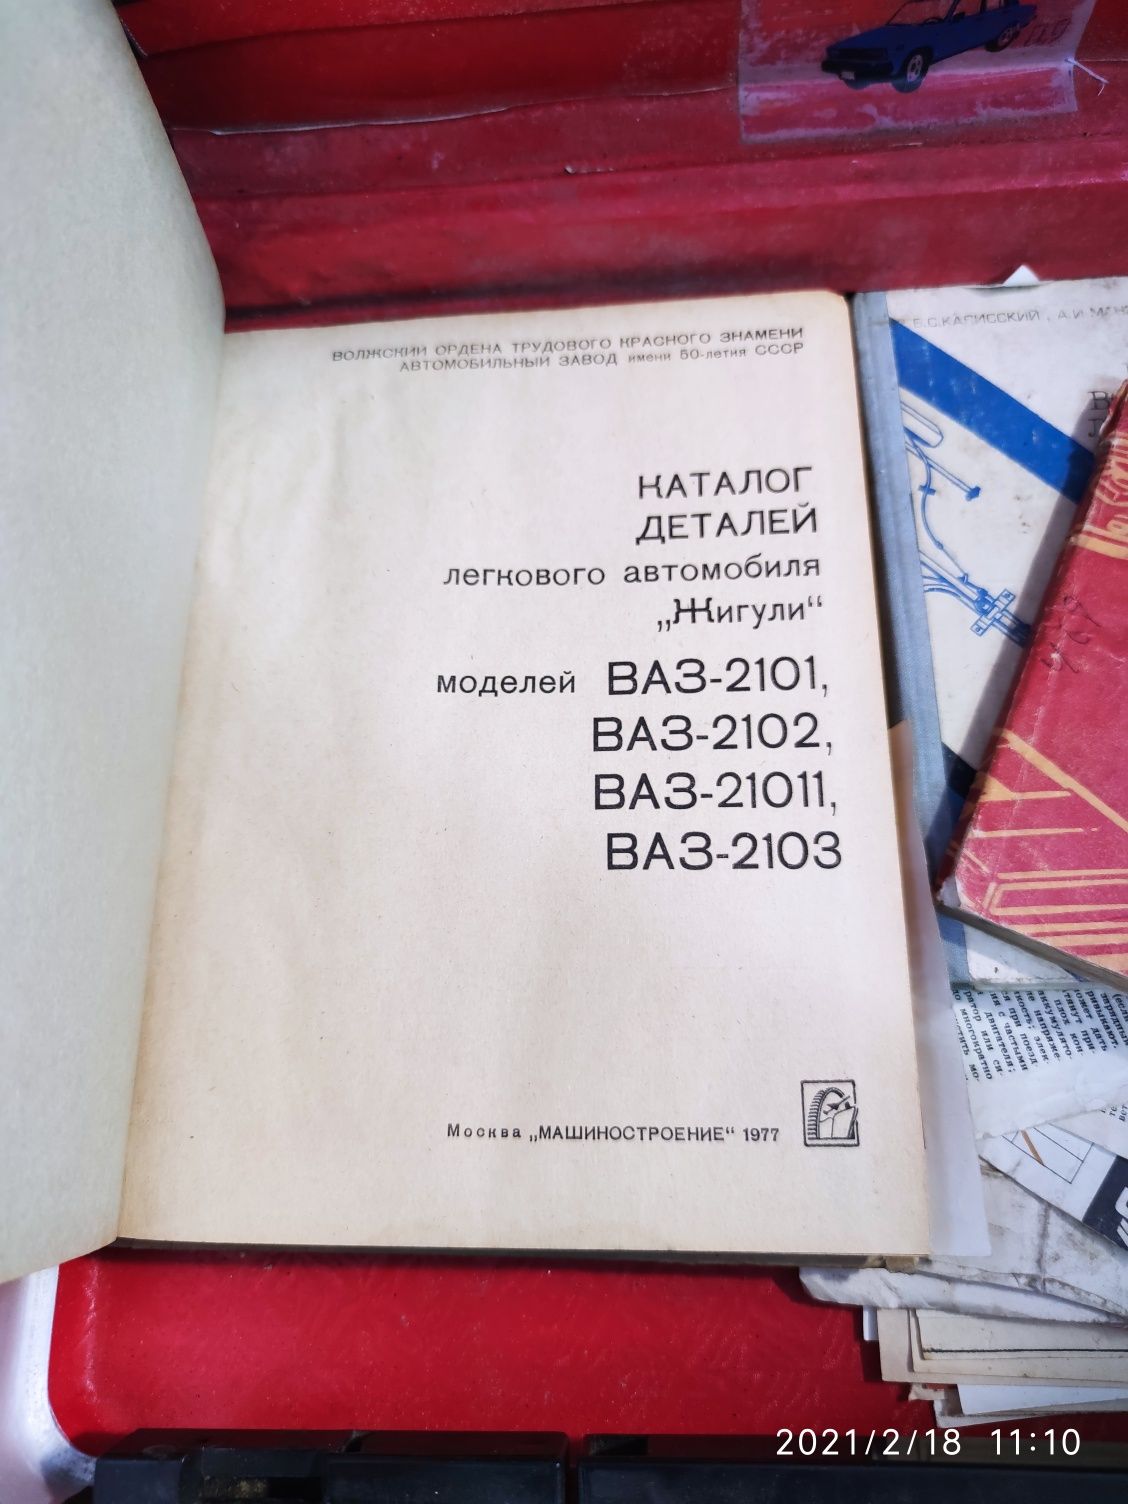 ВОЛЖСКИЙ ОРДЕНА ТРУДОВОГО КРАСНОГО ЗНАМЕНИ
АВТОМОБИЛЬНЫЙ ЗАВОД имени 50-летия СССР
КАТАЛОГ
ДЕТАЛЕЙ
легкового автомобиля
„Жигули“
моделей ВАЗ-2101,
ВАЗ-2102,
ВАЗ-21011,
ВАЗ-2103
Москва „МАШИНОСТРОЕНИЕ“ 1977
В.С.КАЛИССКИЙ, А.И.
2021/2/18 11:10